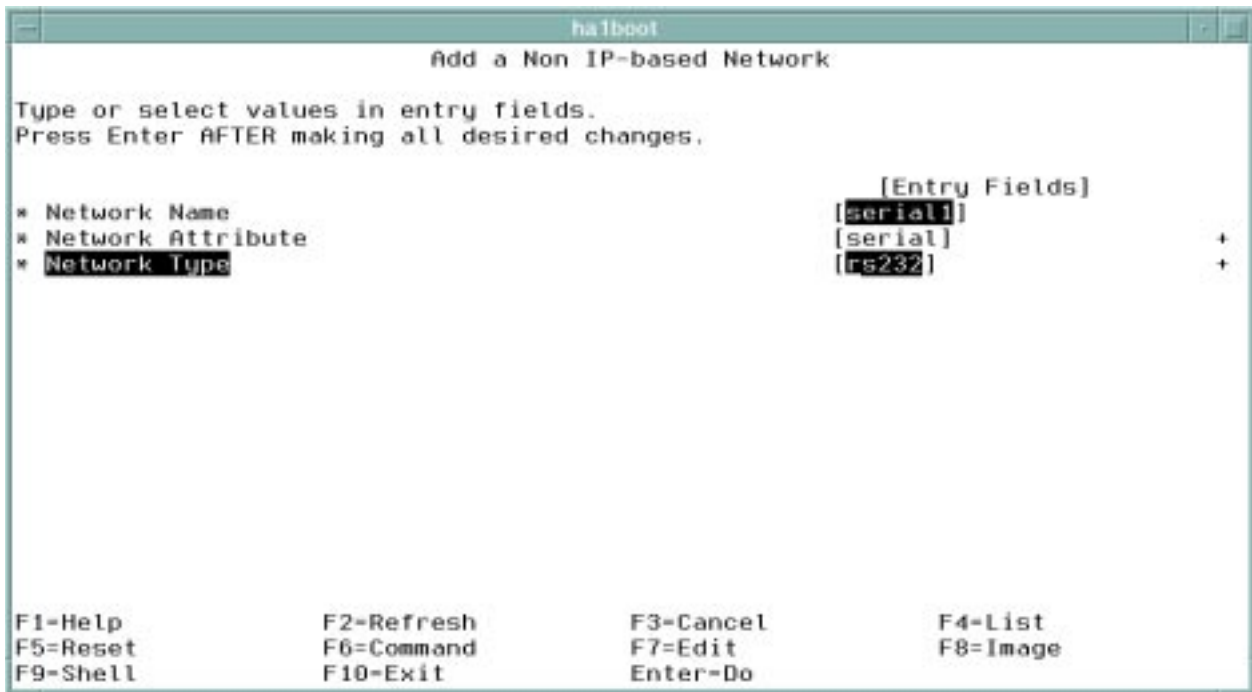 ha1boot
Add a Non IP-based Network
Type or select values in entry fields.
Press Enter AFTER making all desired changes.
[Entry Fields]
* Network Name [serial1]
* Network Attribute [serial] +
* Network Type [rs232] +
F1=Help F2=Refresh F3=Cancel F4=List
F5=Reset F6=Command F7=Edit F8=Image
F9=Shell F10=Exit Enter=Do